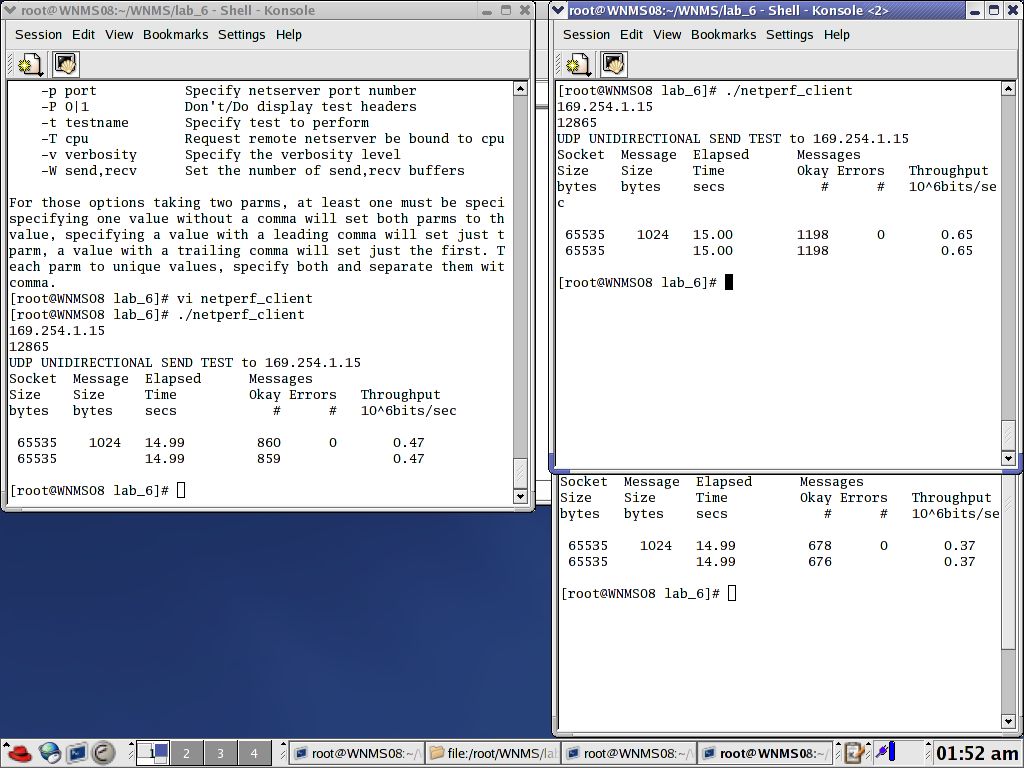 root@WNMS08:~/WNMS/lab_6 - Shell - Konsole
Session Edit View Bookmarks Settings Help
-p port Specify netserver port number
-P 0|1 Don't/Do display test headers
-t testname Specify test to perform
-T cpu Request remote netserver be bound to cpu
-v verbosity Specify the verbosity level
-W send,recv Set the number of send,recv buffers
For those options taking two parms, at least one must be speci
specifying one value without a comma will set both parms to th
value, specifying a value with a leading comma will set just t
parm, a value with a trailing comma will set just the first. T
each parm to unique values, specify both and separate them wit
comma.
[root@WNMS08 lab_6]# vi netperf_client
[root@WNMS08 lab_6]# ./netperf_client
169.254.1.15
12865
UDP UNIDIRECTIONAL SEND TEST to 169.254.1.15
Socket Message Elapsed Messages
Size Size Time Okay Errors Throughput
bytes bytes secs # # 10^6bits/sec
65535 1024 14.99 860 0 0.47
65535 14.99 859 0.47
[root@WNMS08 lab_6]#
root@WNMS08:~/WNMS/lab_6 - Shell - Konsole <2>
Session Edit View Bookmarks Settings Help
[root@WNMS08 lab_6]# ./netperf_client
169.254.1.15
12865
UDP UNIDIRECTIONAL SEND TEST to 169.254.1.15
Socket Message Elapsed Messages
Size Size Time Okay Errors Throughput
bytes bytes secs # # 10^6bits/se
c
65535 1024 15.00 1198 0 0.65
65535 15.00 1198 0.65
[root@WNMS08 lab_6]#
Socket Message Elapsed Messages
Size Size Time Okay Errors Throughput
bytes bytes secs # # 10^6bits/se
65535 1024 14.99 678 0 0.37
65535 14.99 676 0.37
[root@WNMS08 lab_6]#
1 2 3 4 root@WNMS08:~/ file:/root/WNMS/lab root@WNMS08:~/ root@WNMS08:~/ 01:52 am